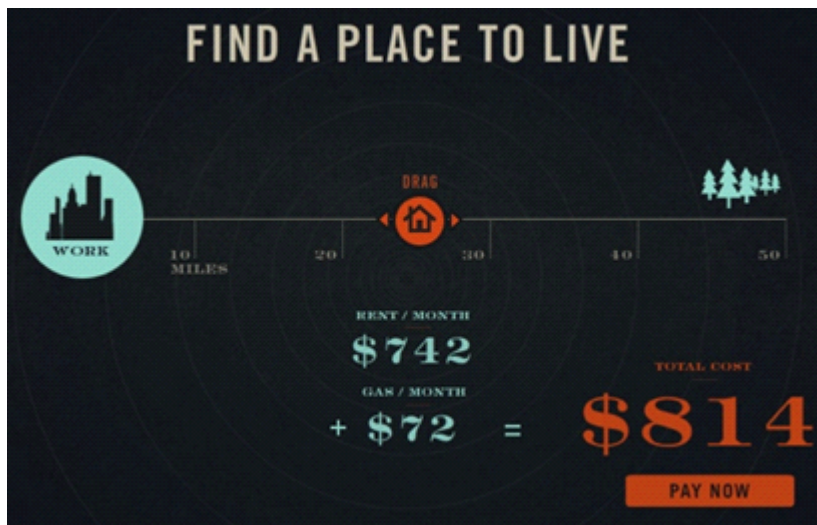 FIND A PLACE TO LIVE
DRAG
WORK
10 20 30 40 50
MILES
RENT / MONTH
$742
GAS / MONTH
+ $72 =
TOTAL COST
$814
PAY NOW